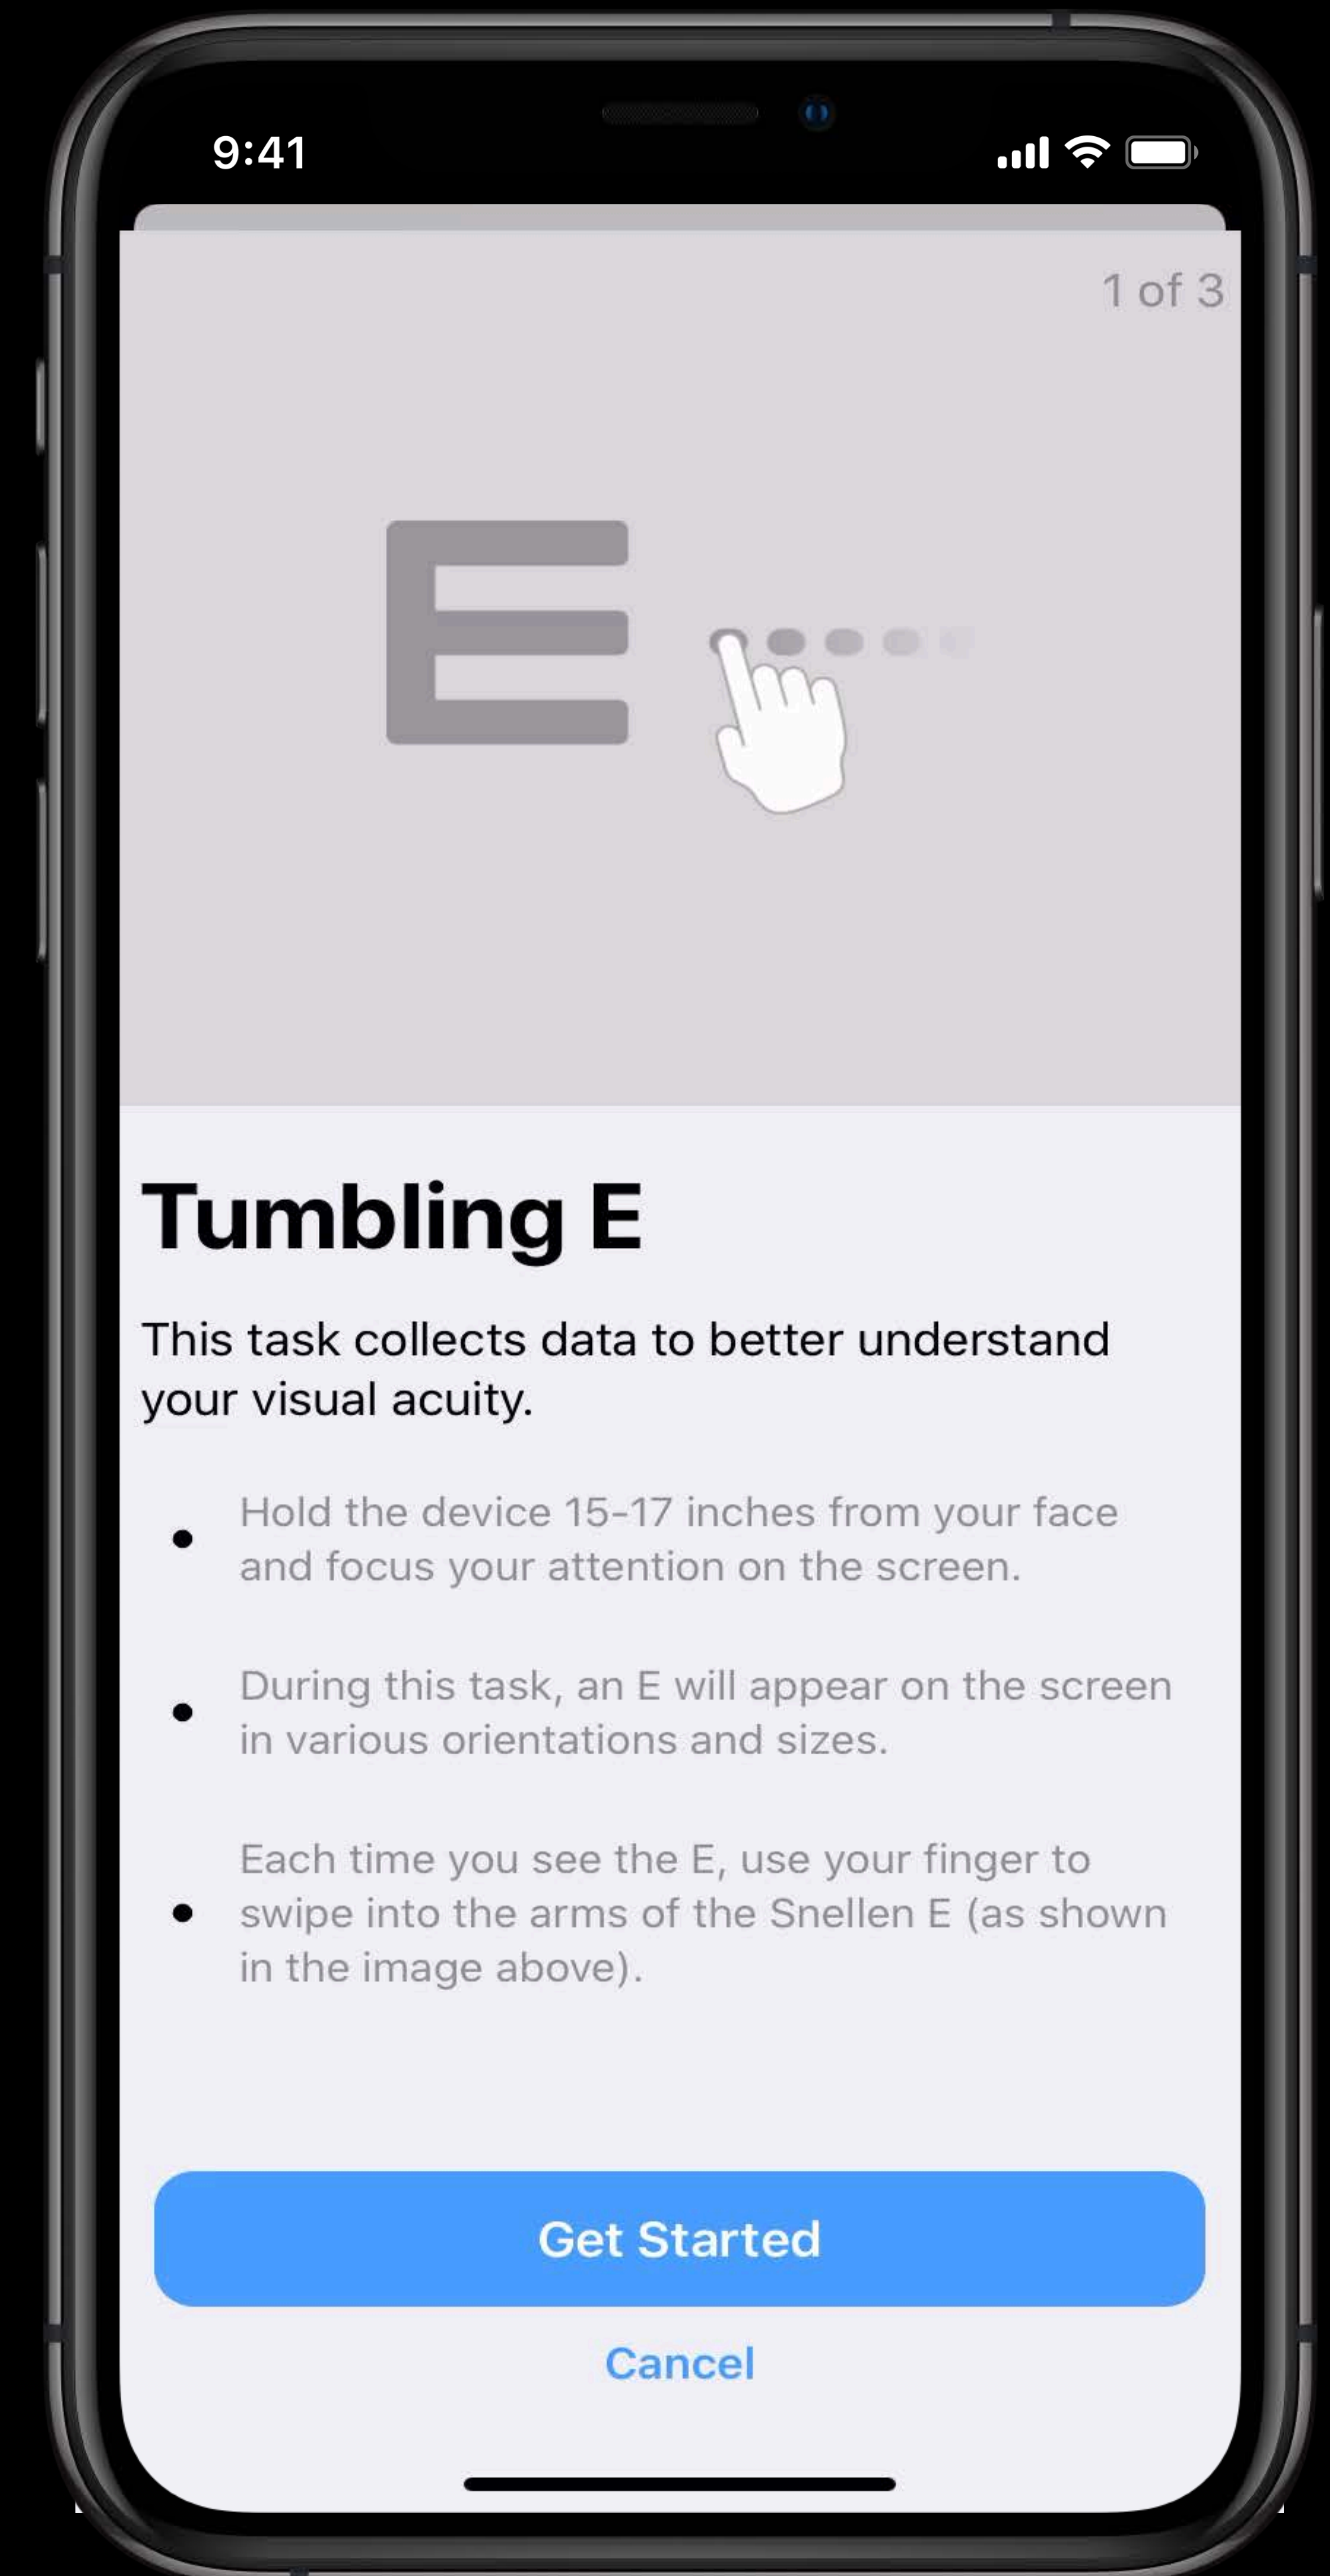 9:41
1 of 3
E
Tumbling E
This task collects data to better understand
your visual acuity.
• Hold the device 15-17 inches from your face
and focus your attention on the screen.
• During this task, an E will appear on the screen
in various orientations and sizes.
• Each time you see the E, use your finger to
swipe into the arms of the Snellen E (as shown
in the image above).
Get Started
Cancel